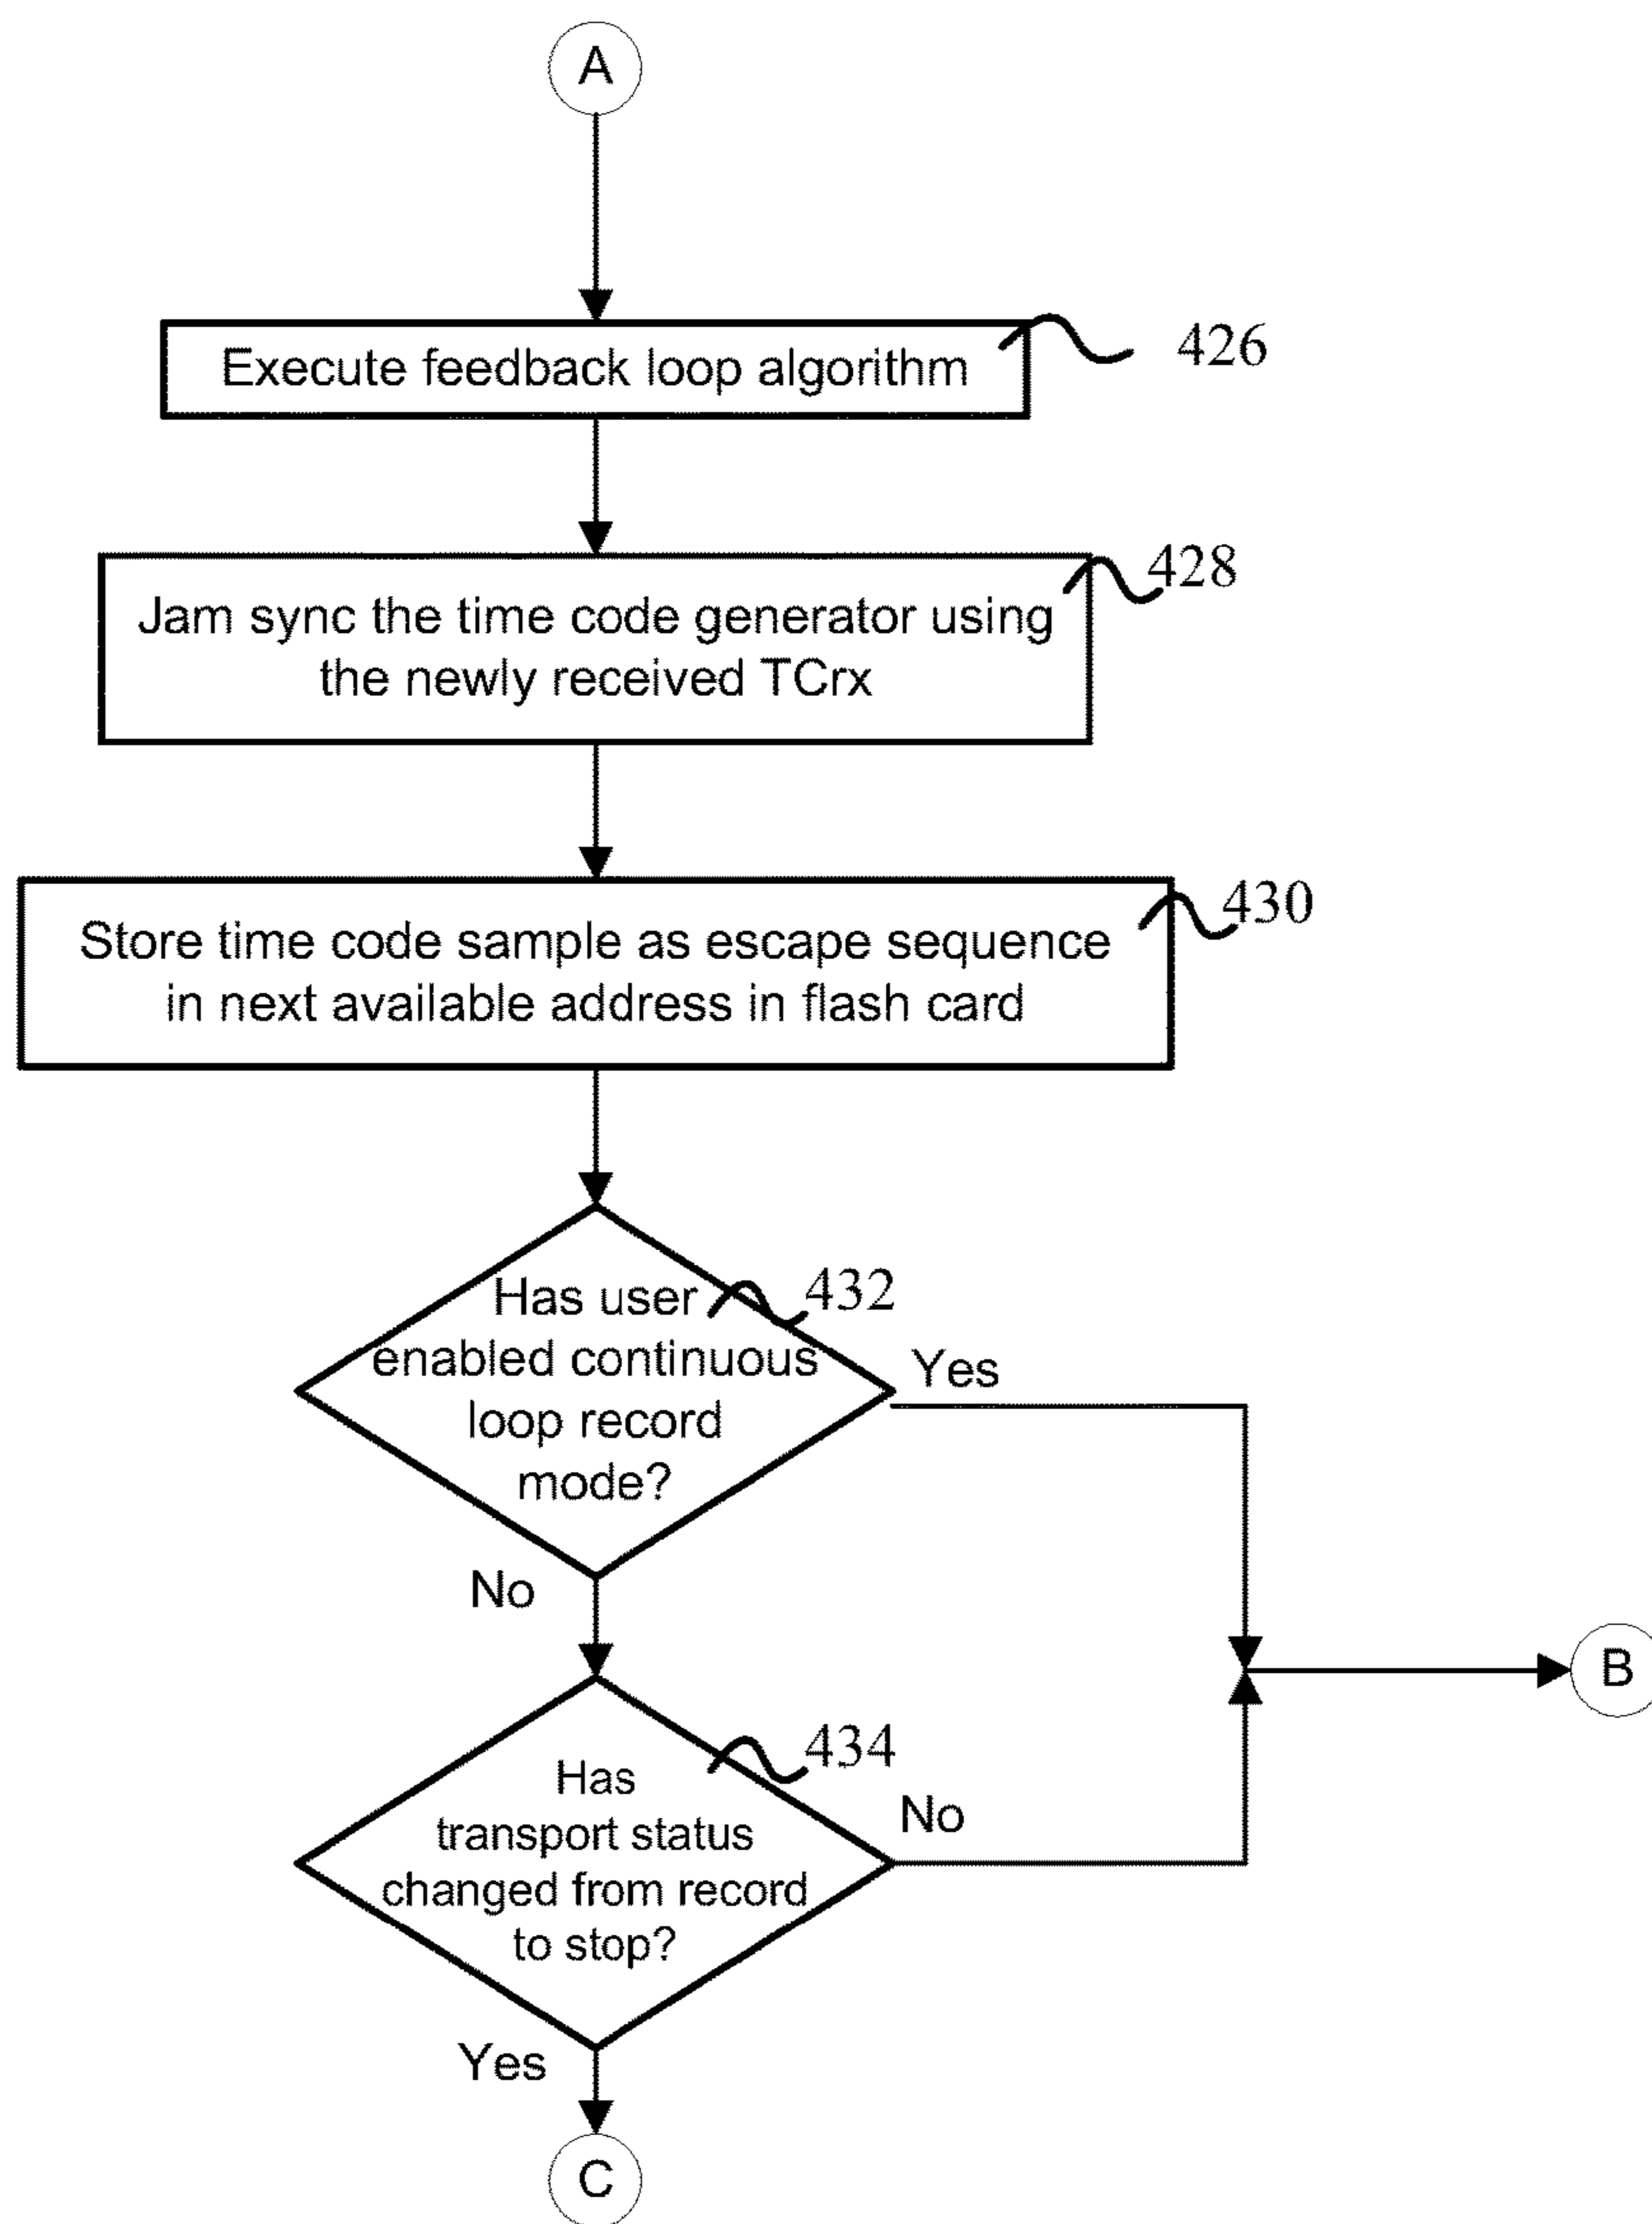 A
Execute feedback loop algorithm
426
Jam sync the time code generator using
the newly received TCrx
428
Store time code sample as escape sequence
in next available address in flash card
430
Has user
enabled continuous
loop record
mode?
432
Yes
No
B
Has
transport status
changed from record
to stop?
434
No
Yes
C